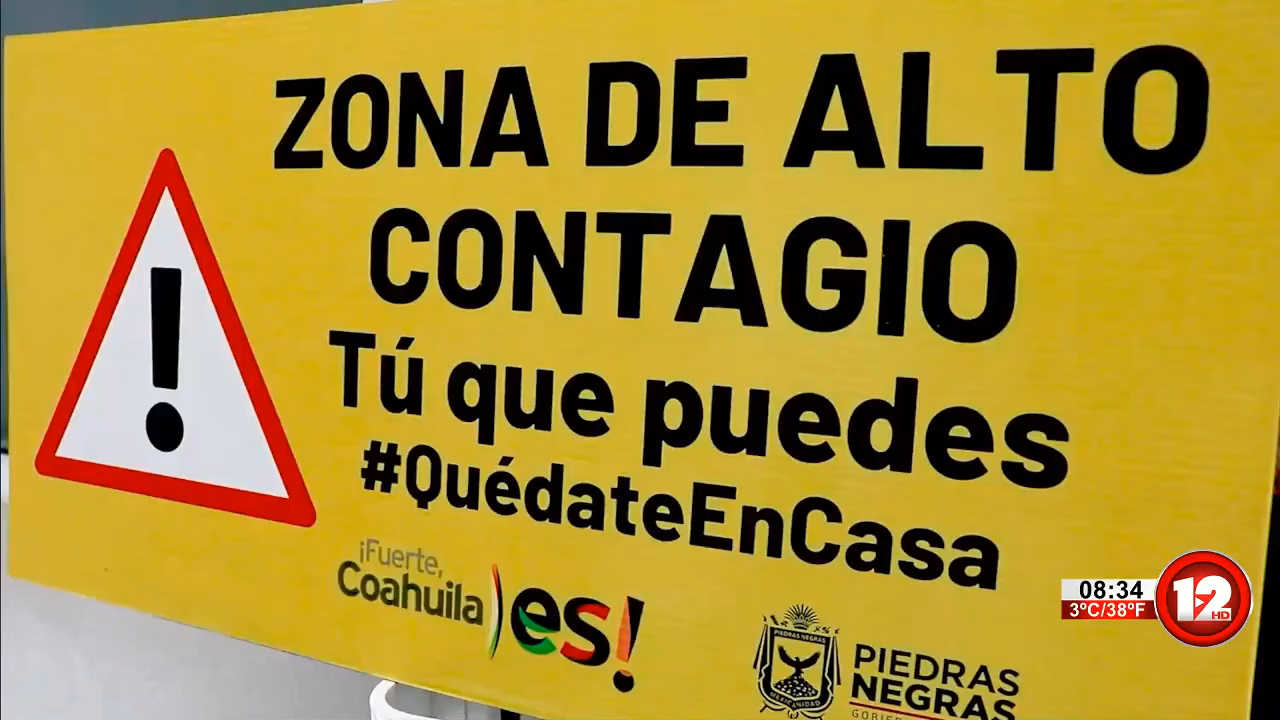 ZONA DE ALTO
CONTAGIO
Tú que puedes
#QuédateEnCasa
¡Fuerte,
Coahuila es!
PIEDRAS NEGRAS
MEXICANIDAD
PIEDRAS
NEGRAS
08:34
3°C/38°F
12
HD